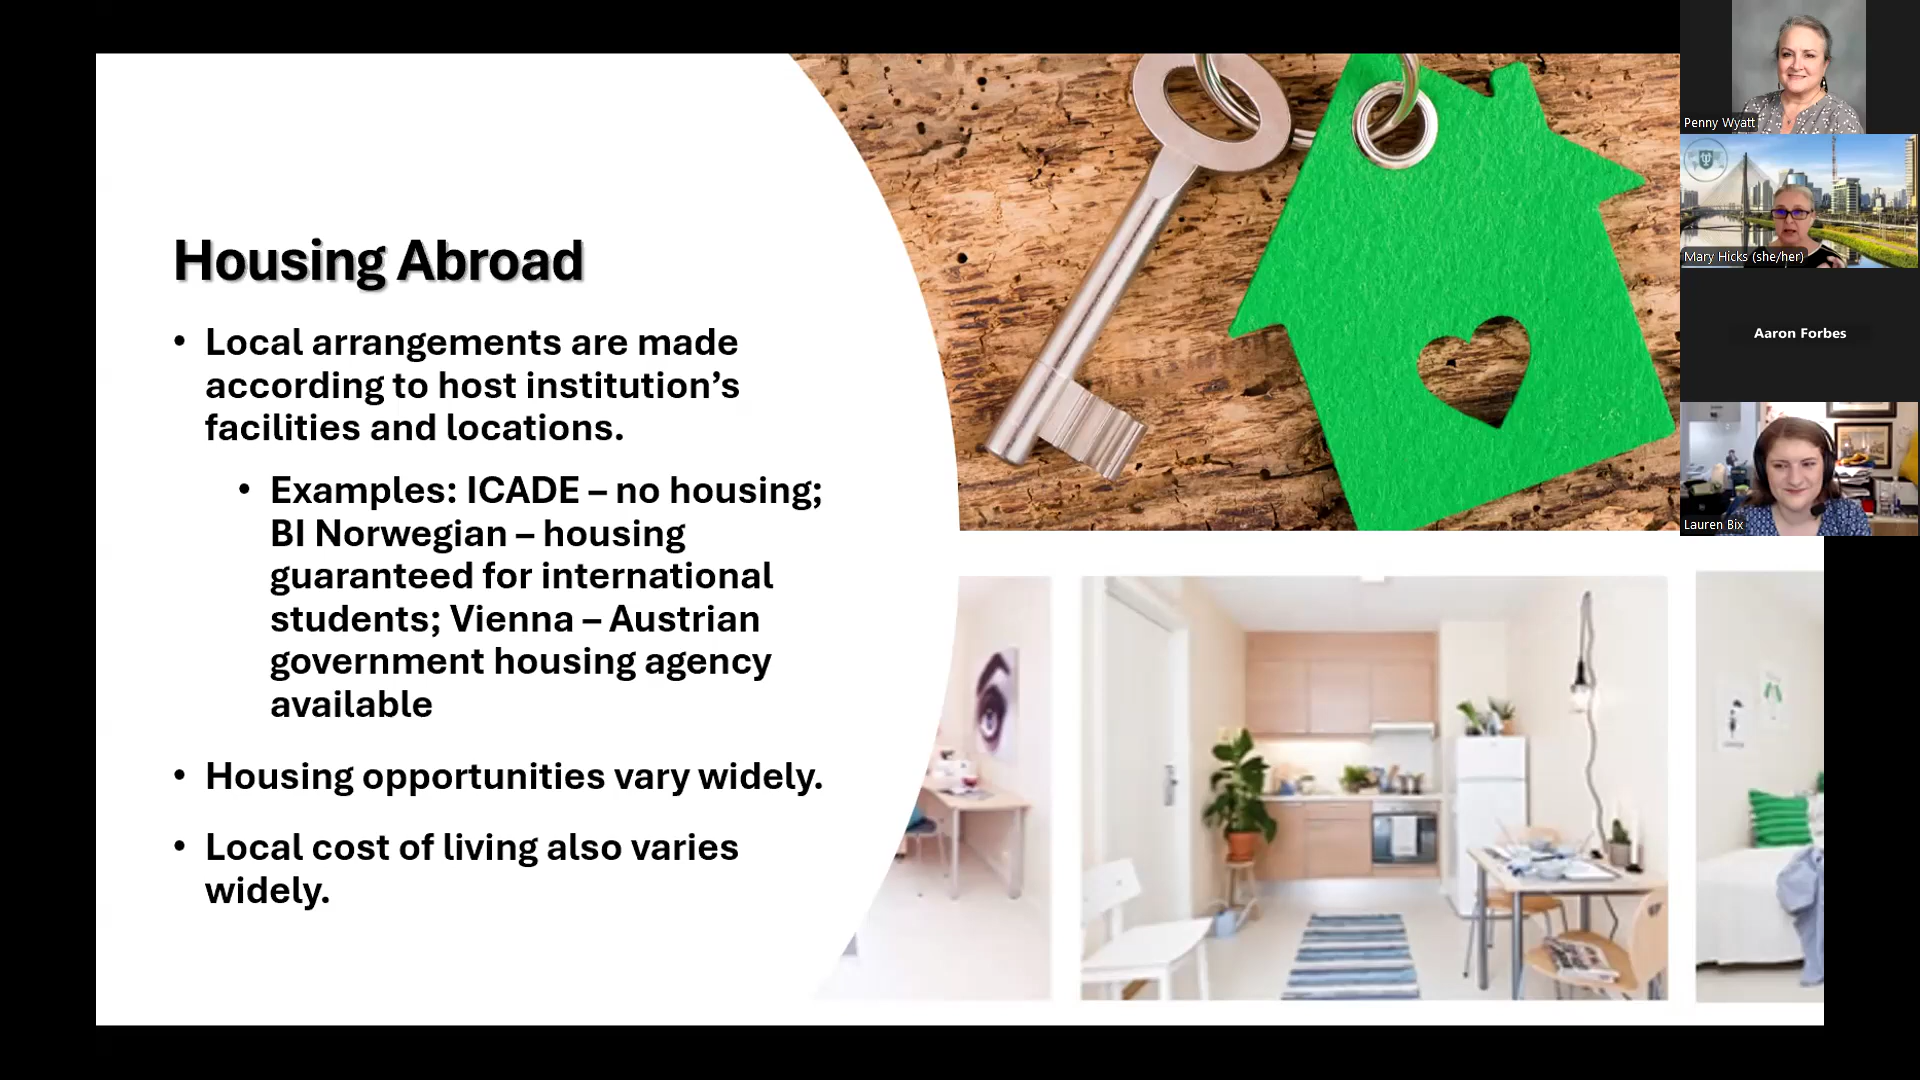 Housing Abroad
• Local arrangements are made
according to host institution’s
facilities and locations.
• Examples: ICADE – no housing;
BI Norwegian – housing
guaranteed for international
students; Vienna – Austrian
government housing agency
available
• Housing opportunities vary widely.
• Local cost of living also varies
widely.
Penny Wyatt
Mary Hicks (she/her)
Aaron Forbes
Lauren Bix